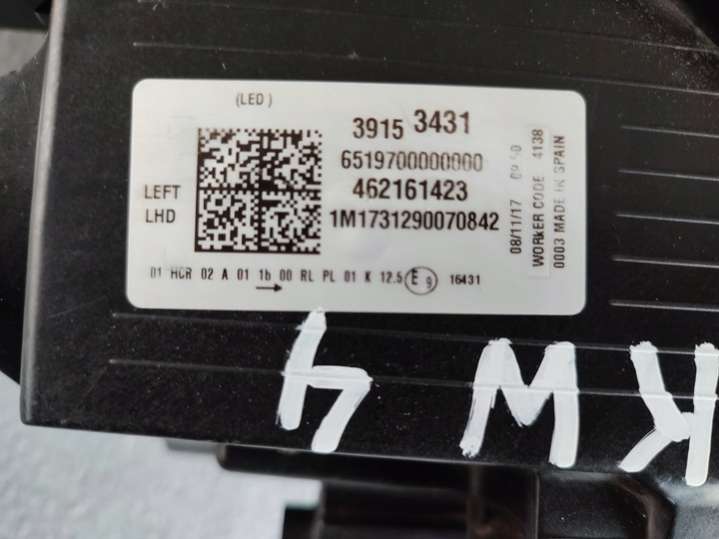 (LED)
3915 3431
6519700000000
LEFT 462161423
LHD 1M1731290070842
01 HCR 02 A 01 1b 00 RL PL 01 K 12.5 E9 16431
08/11/17
WORKER CODE 4138
0003 MADE IN SPAIN
4 W K